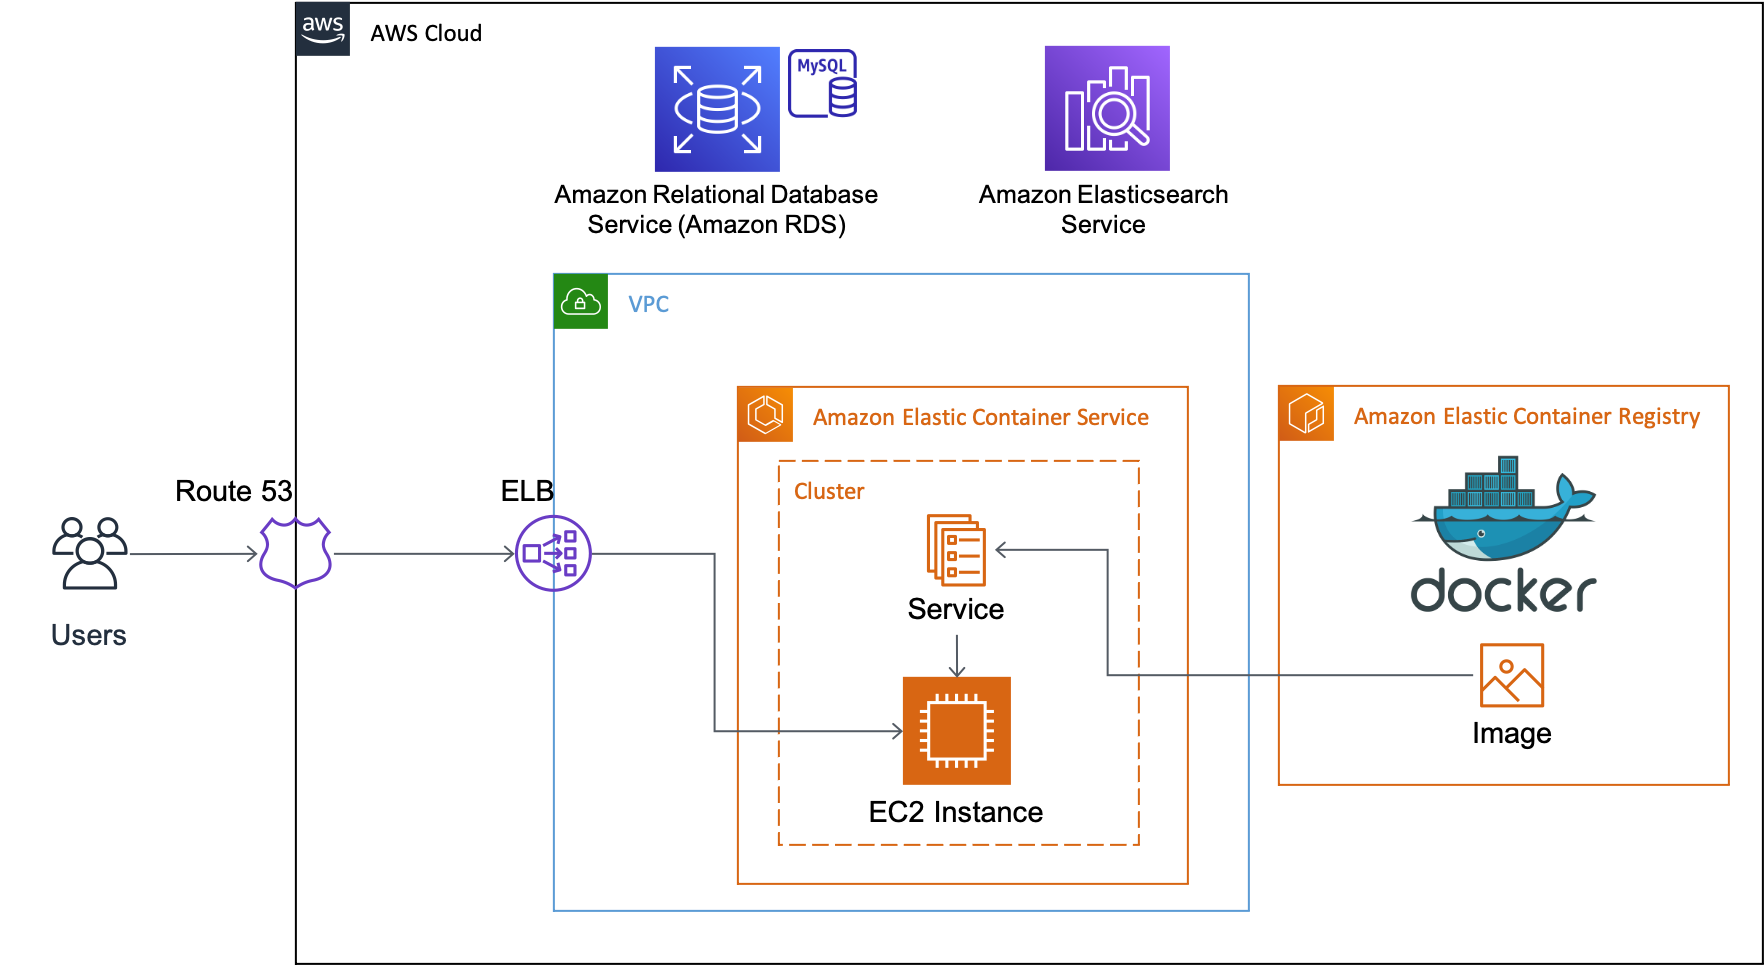 aws
AWS Cloud
MySQL
Amazon Relational Database
Service (Amazon RDS)
Amazon Elasticsearch
Service
VPC
Amazon Elastic Container Service
Amazon Elastic Container Registry
Route 53
ELB
Cluster
Users
Service
docker
Image
EC2 Instance